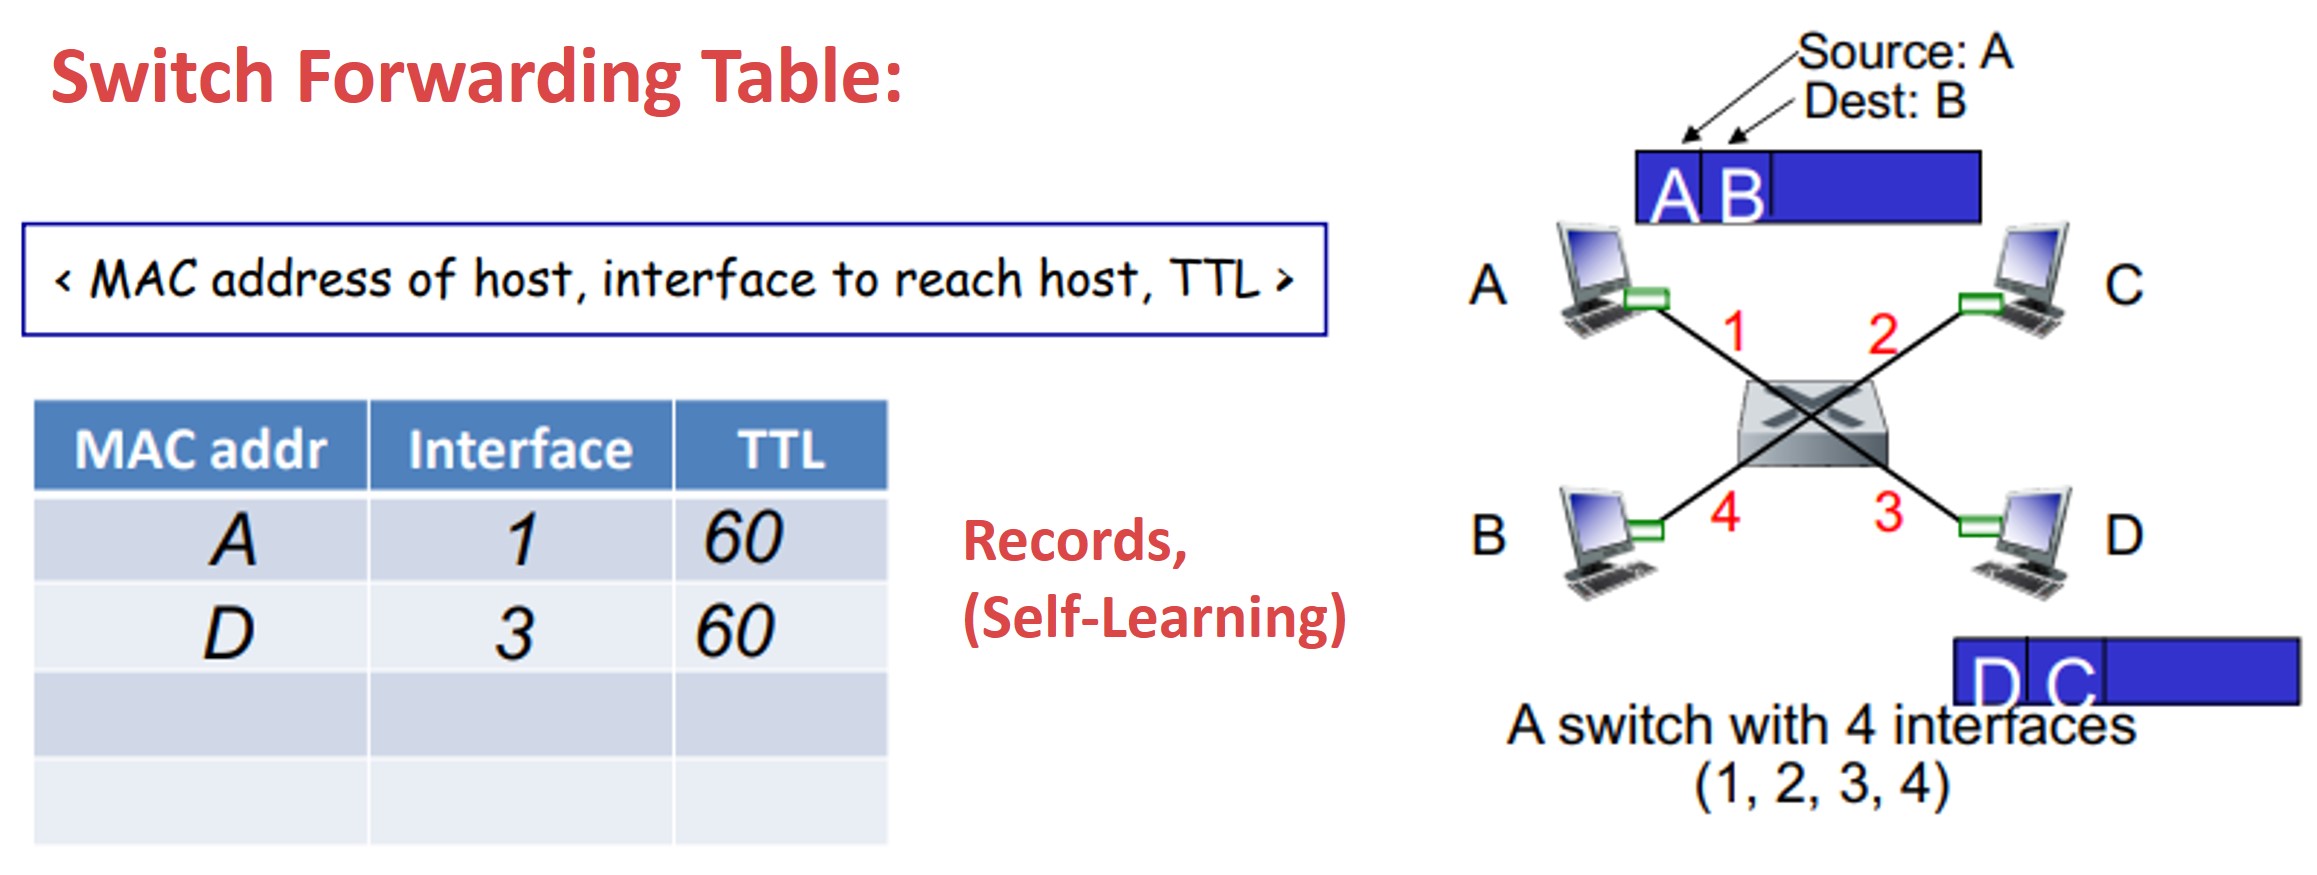 Switch Forwarding Table:
< MAC address of host, interface to reach host, TTL >
MAC addr Interface TTL
A 1 60
D 3 60
Records,
(Self-Learning)
Source: A
Dest: B
A B
A
C
1 2
4 3
B
D
D C
A switch with 4 interfaces
(1, 2, 3, 4)